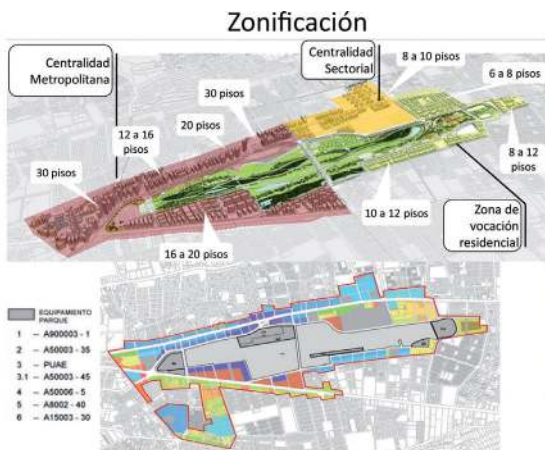 Zonificación
Centralidad
Metropolitana
Centralidad
Sectorial
8 a 10 pisos
6 a 8 pisos
30 pisos
20 pisos
12 a 16
pisos
30 pisos
8 a 12
pisos
10 a 12 pisos
Zona de
vocación
residencial
16 a 20 pisos
EQUIPAMIENTO
PARQUE
1 – A900003 - 1
2 – A50003 - 35
3 – PUAE
3.1 – A50003 - 45
4 – A50006 - 5
5 – A8002 - 40
6 – A15003 - 30